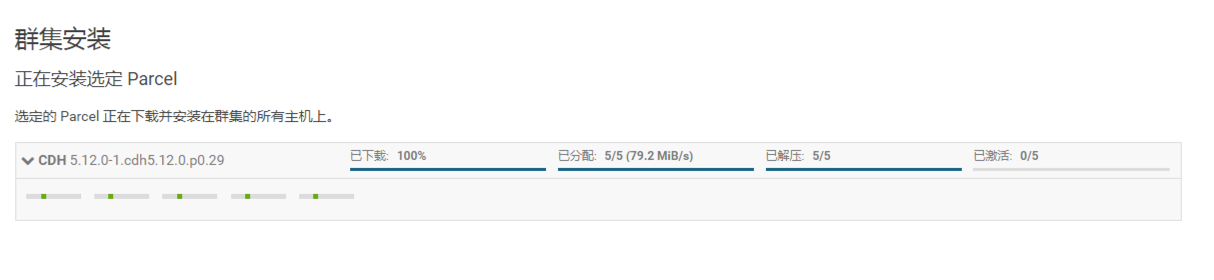 群集安装
正在安装选定 Parcel
选定的 Parcel 正在下载并安装在群集的所有主机上。
CDH 5.12.0-1.cdh5.12.0.p0.29 已下载: 100% 已分配: 5/5 (79.2 MiB/s) 已解压: 5/5 已激活: 0/5